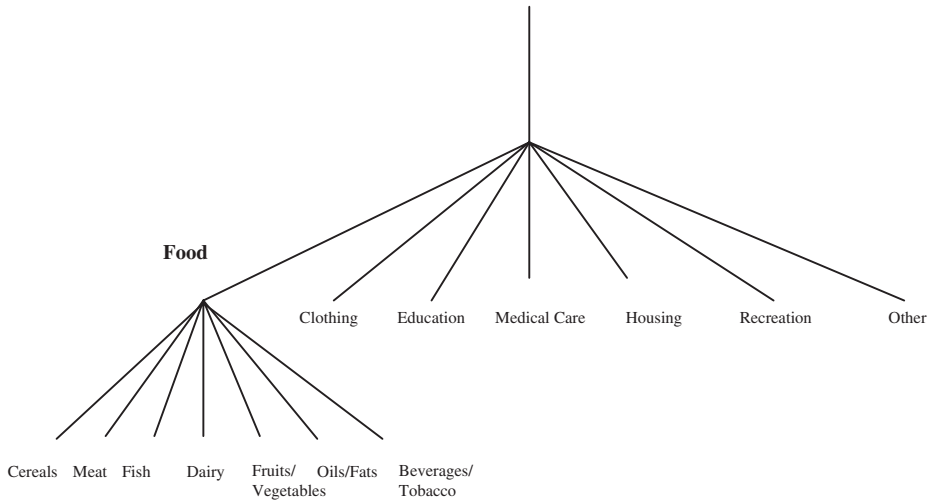 Food
Clothing
Education
Medical Care
Housing
Recreation
Other
Cereals
Meat
Fish
Dairy
Fruits/
Vegetables
Oils/Fats
Beverages/
Tobacco